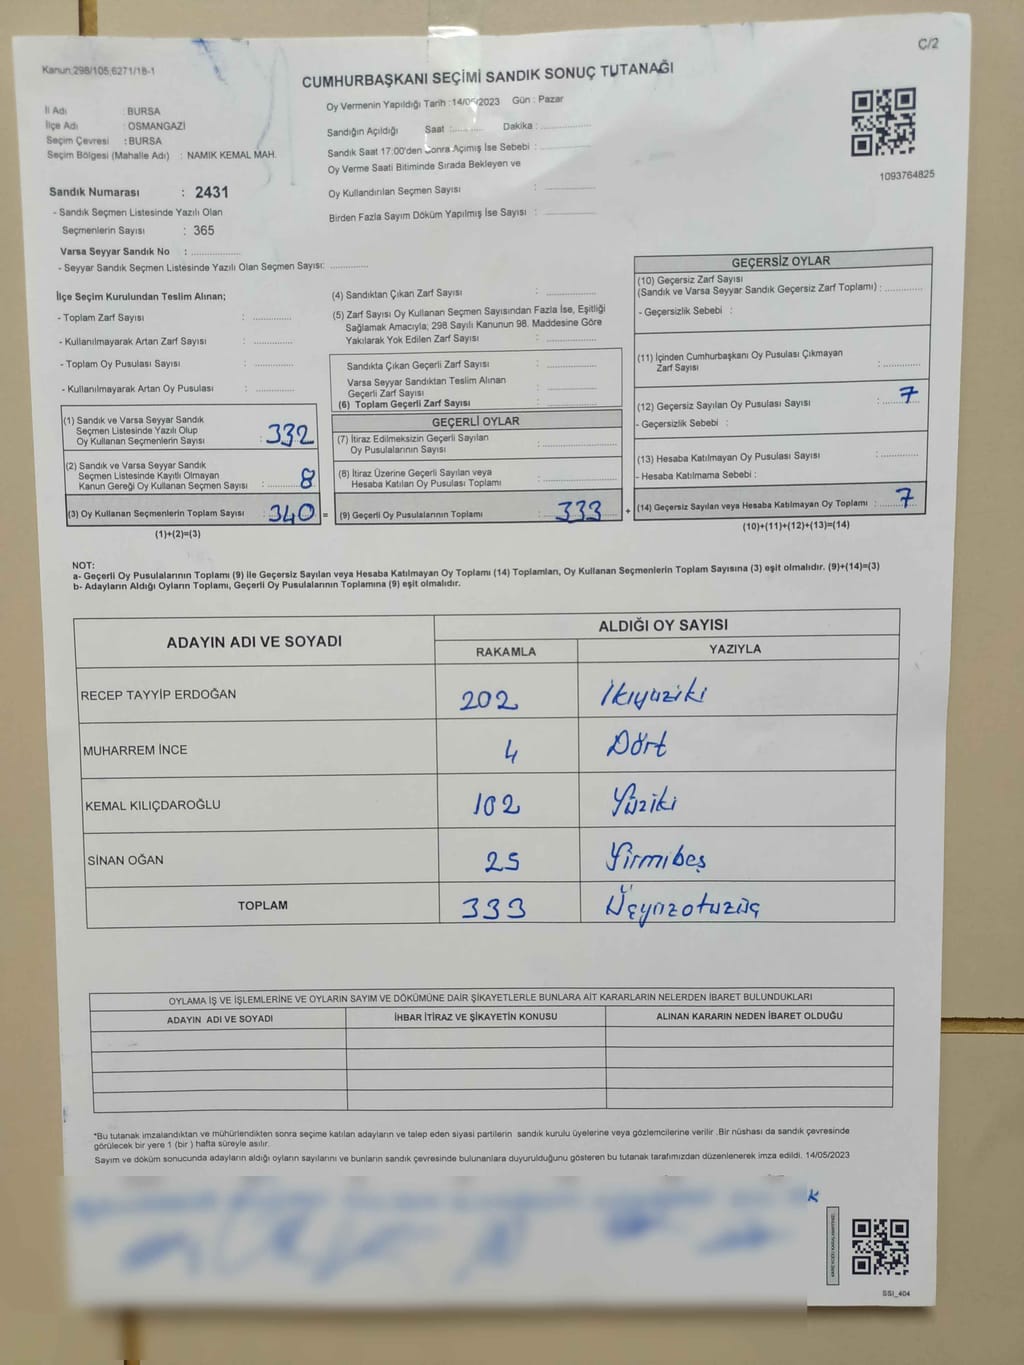 C/2
Kanun,298/105,6271/18-1
CUMHURBAŞKANI SEÇİMİ SANDIK SONUÇ TUTANAĞI
İl Adı : BURSA
İlçe Adı : OSMANGAZİ
Seçim Çevresi : BURSA
Seçim Bölgesi (Mahalle Adı) : NAMIK KEMAL MAH.
Sandık Numarası : 2431
- Sandık Seçmen Listesinde Yazılı Olan
Seçmenlerin Sayısı : 365
Varsa Seyyar Sandık No : ..............
- Seyyar Sandık Seçmen Listesinde Yazılı Olan Seçmen Sayısı: ............
Oy Vermenin Yapıldığı Tarih : 14/05/2023 Gün : Pazar
Sandığın Açıldığı Saat :.......... Dakika : ................
Sandık Saat 17:00'den Sonra Açımış İse Sebebi : ................
Oy Verme Saati Bitiminde Sırada Bekleyen ve
Oy Kullandırılan Seçmen Sayısı : ................
Birden Fazla Sayım Döküm Yapılmış İse Sayısı : ................
1093764825
İlçe Seçim Kurulundan Teslim Alınan;
- Toplam Zarf Sayısı : ............
- Kullanılmayarak Artan Zarf Sayısı : ............
- Toplam Oy Pusulası Sayısı : ............
- Kullanılmayarak Artan Oy Pusulası : ............
(1) Sandık ve Varsa Seyyar Sandık
Seçmen Listesinde Yazılı Olup
Oy Kullanan Seçmenlerin Sayısı : 332
(2) Sandık ve Varsa Seyyar Sandık
Seçmen Listesinde Kayıtlı Olmayan
Kanun Gereği Oy Kullanan Seçmen Sayısı : 8
(3) Oy Kullanan Seçmenlerin Toplam Sayısı : 340 =
(1)+(2)=(3)
(4) Sandıktan Çıkan Zarf Sayısı : ............
(5) Zarf Sayısı Oy Kullanan Seçmen Sayısından Fazla İse, Eşitliği
Sağlamak Amacıyla; 298 Sayılı Kanunun 98. Maddesine Göre
Yakılarak Yok Edilen Zarf Sayısı : ............
Sandıkta Çıkan Geçerli Zarf Sayısı : ............
Varsa Seyyar Sandıktan Teslim Alınan
Geçerli Zarf Sayısı : ............
(6) Toplam Geçerli Zarf Sayısı : ............
GEÇERLİ OYLAR
(7) İtiraz Edilmeksizin Geçerli Sayılan
Oy Pusulalarının Sayısı : ............
(8) İtiraz Üzerine Geçerli Sayılan veya
Hesaba Katılan Oy Pusulası Toplamı : ............
(9) Geçerli Oy Pusulalarının Toplamı : 333 +
GEÇERSİZ OYLAR
(10) Geçersiz Zarf Sayısı
(Sandık ve Varsa Seyyar Sandık Geçersiz Zarf Toplamı) : ............
- Geçersizlik Sebebi :
(11) İçinden Cumhurbaşkanı Oy Pusulası Çıkmayan
Zarf Sayısı : ............
(12) Geçersiz Sayılan Oy Pusulası Sayısı : 7
- Geçersizlik Sebebi :
(13) Hesaba Katılmayan Oy Pusulası Sayısı : ............
- Hesaba Katılmama Sebebi :
(14) Geçersiz Sayılan veya Hesaba Katılmayan Oy Toplamı : 7
(10)+(11)+(12)+(13)=(14)
NOT:
a- Geçerli Oy Pusulalarının Toplamı (9) ile Geçersiz Sayılan veya Hesaba Katılmayan Oy Toplamı (14) Toplamları, Oy Kullanan Seçmenlerin Toplam Sayısına (3) eşit olmalıdır. (9)+(14)=(3)
b- Adayların Aldığı Oyların Toplamı, Geçerli Oy Pusulalarının Toplamına (9) eşit olmalıdır.
ADAYIN ADI VE SOYADI ALDIĞI OY SAYISI
RAKAMLA YAZIYLA
RECEP TAYYİP ERDOĞAN 202 İkiyüziki
MUHARREM İNCE 4 Dört
KEMAL KILIÇDAROĞLU 102 Yüziki
SİNAN OĞAN 25 Yirmibeş
TOPLAM 333 Üçyüzotuzüç
OYLAMA İŞ VE İŞLEMLERİNE VE OYLARIN SAYIM VE DÖKÜMÜNE DAİR ŞİKAYETLERLE BUNLARA AİT KARARLARIN NELERDEN İBARET BULUNDUKLARI
ADAYIN ADI VE SOYADI İHBAR İTİRAZ VE ŞİKAYETİN KONUSU ALINAN KARARIN NEDEN İBARET OLDUĞU
*Bu tutanak imzalandıktan ve mühürlendikten sonra seçime katılan adayların ve talep eden siyasi partilerin sandık kurulu üyelerine veya gözlemcilerine verilir .Bir nüshası da sandık çevresinde
görülecek bir yere 1 (bir ) hafta süreyle asılır.
Sayım ve döküm sonucunda adayların aldığı oyların sayılarını ve bunların sandık çevresinde bulunanlara duyurulduğunu gösteren bu tutanak tarafımızdan düzenlenerek imza edildi. 14/05/2023
SSI_404